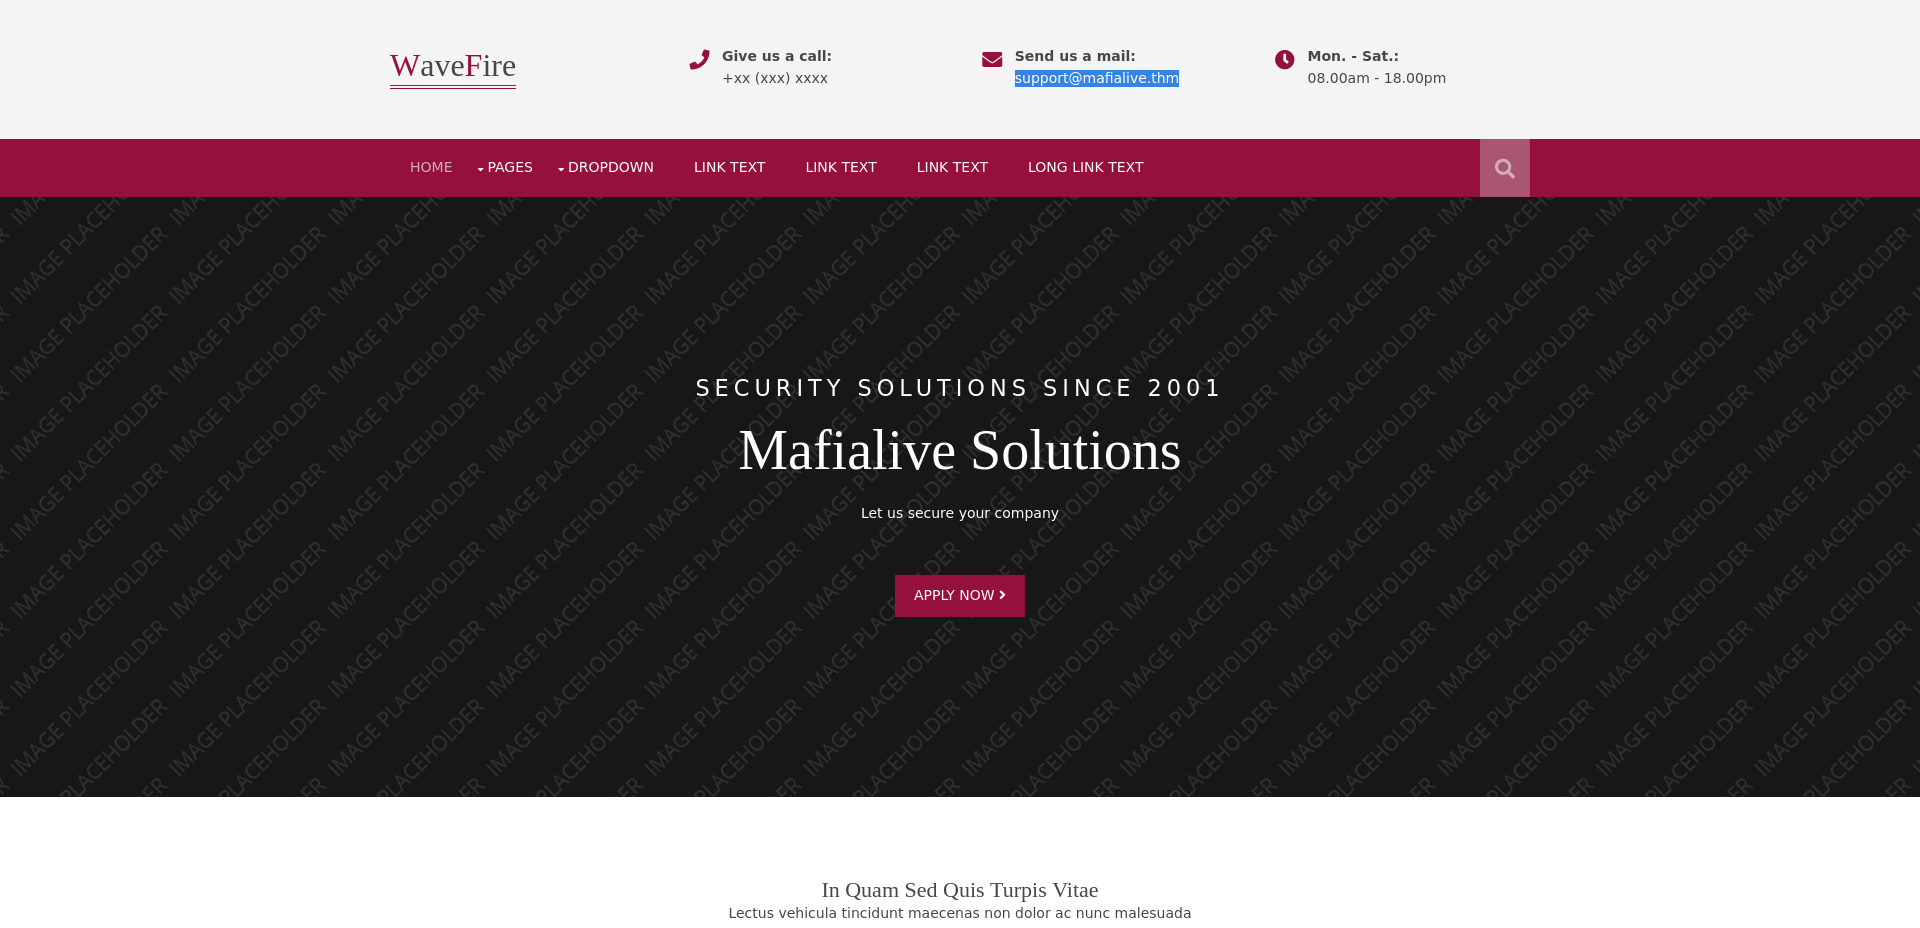 WaveFire
Give us a call:
+xx (xxx) xxxx
Send us a mail:
support@mafialive.thm
Mon. - Sat.:
08.00am - 18.00pm
HOME PAGES DROPDOWN LINK TEXT LINK TEXT LINK TEXT LONG LINK TEXT
IMAGE PLACEHOLDER
SECURITY SOLUTIONS SINCE 2001
Mafialive Solutions
Let us secure your company
APPLY NOW
In Quam Sed Quis Turpis Vitae
Lectus vehicula tincidunt maecenas non dolor ac nunc malesuada